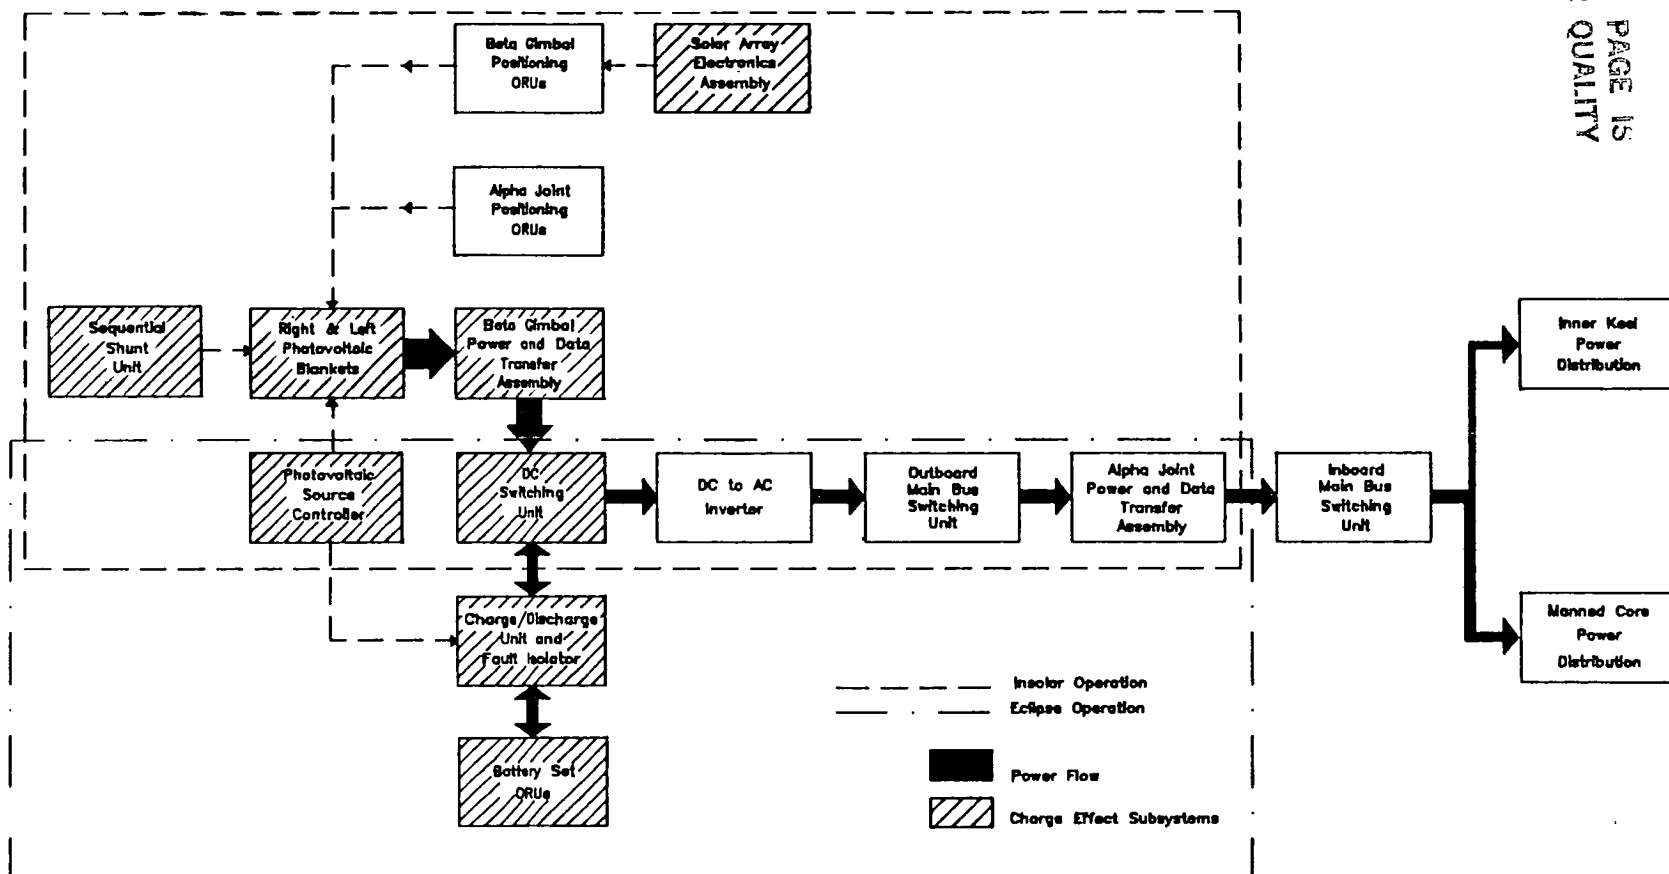 PAGE IS
QUALITY
Beta Gimbal
Positioning
ORUs
Solar Array
Electronics
Assembly
Alpha Joint
Positioning
ORUs
Sequential
Shunt
Unit
Right & Left
Photovoltaic
Blankets
Beta Gimbal
Power and Data
Transfer
Assembly
Inner Keel
Power
Distribution
Photovoltaic
Source
Controller
DC
Switching
Unit
DC to AC
Inverter
Outboard
Main Bus
Switching
Unit
Alpha Joint
Power and Data
Transfer
Assembly
Inboard
Main Bus
Switching
Unit
Charge/Discharge
Unit and
Fault Isolator
Manned Core
Power
Distribution
Insolar Operation
Eclipse Operation
Battery Set
ORUs
Power Flow
Charge Effect Subsystems